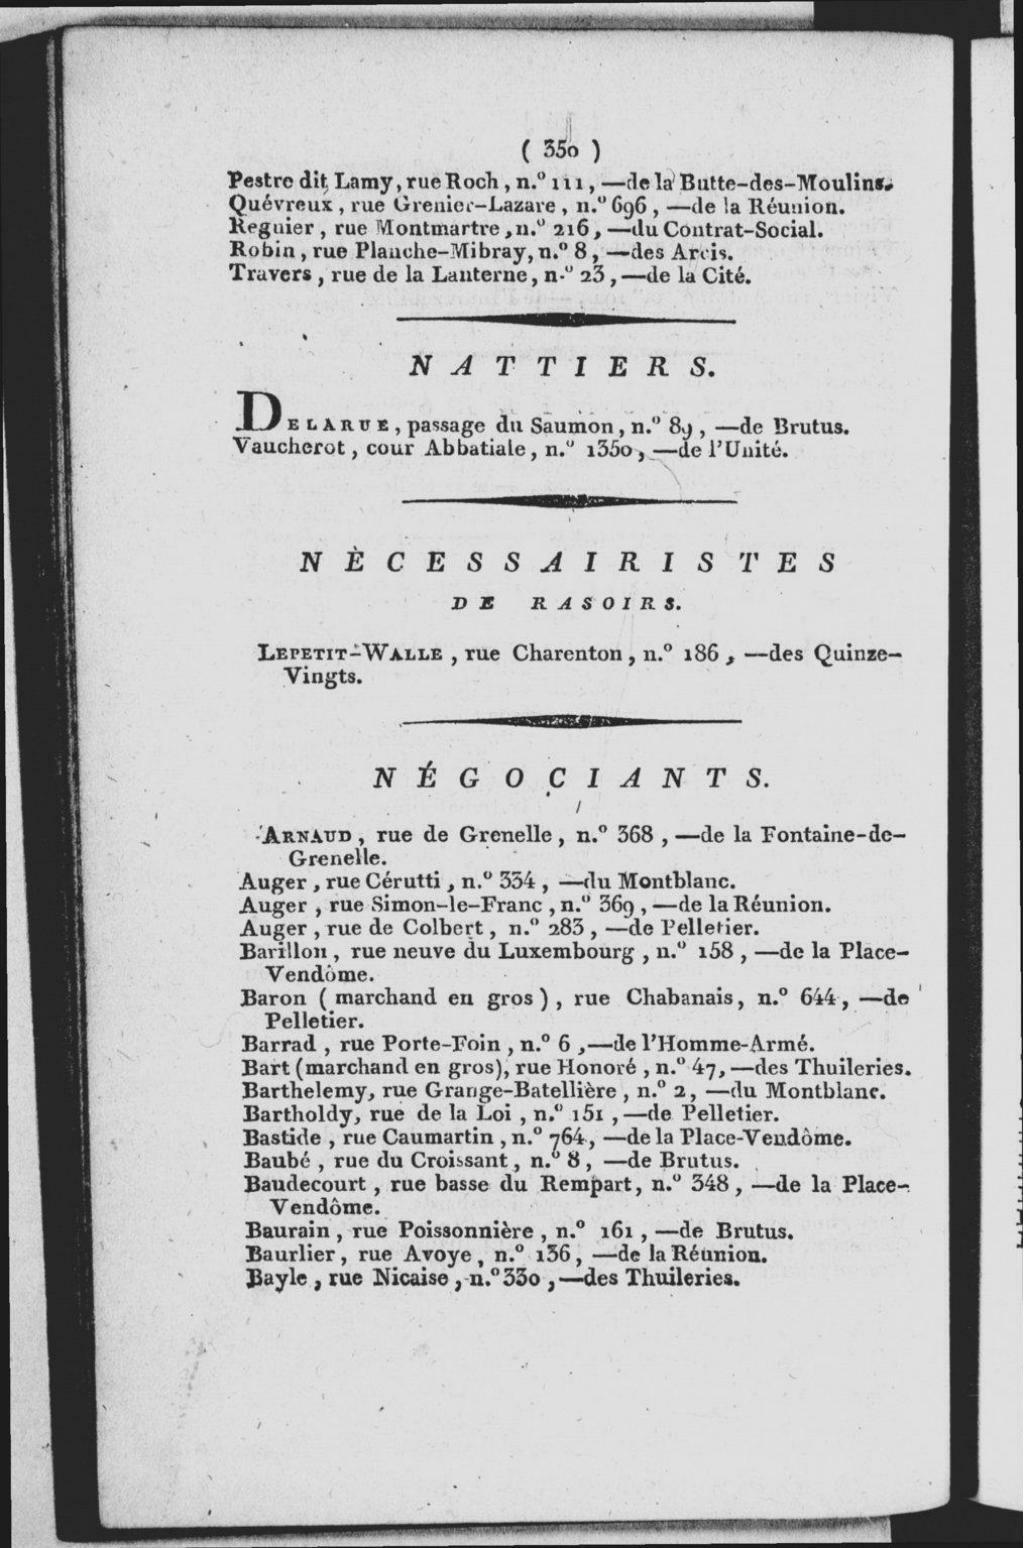 ( 350 )
Pestre dit Lamy, rue Roch, n.º 111, —de la Butte-des-Moulins.
Quévreux, rue Grenier-Lazare, n.º 696, —de la Réunion.
Reguier, rue Montmartre, n.º 216, —du Contrat-Social.
Robin, rue Planche-Mibray, n.º 8, —des Arcis.
Travers, rue de la Lanterne, n.º 23, —de la Cité.
NATTIERS.
DELARUE, passage du Saumon, n.º 89, —de Brutus.
Vaucherot, cour Abbatiale, n.º 1350, —de l'Unité.
NÈCESSAIRISTES
DE RASOIRS.
LEPETIT-WALLE, rue Charenton, n.º 186, —des Quinze-
Vingts.
NÉGOCIANTS.
ARNAUD, rue de Grenelle, n.º 368, —de la Fontaine-de-
Grenelle.
Auger, rue Cérutti, n.º 334, —du Montblanc.
Auger, rue Simon-le-Franc, n.º 369, —de la Réunion.
Auger, rue de Colbert, n.º 283, —de Pelletier.
Barillon, rue neuve du Luxembourg, n.º 158, —de la Place-
Vendôme.
Baron (marchand en gros), rue Chabanais, n.º 644, —de
Pelletier.
Barrad, rue Porte-Foin, n.º 6, —de l'Homme-Armé.
Bart (marchand en gros), rue Honoré, n.º 47, —des Thuileries.
Barthelemy, rue Grange-Batellière, n.º 2, —du Montblanc.
Bartholdy, rue de la Loi, n.º 151, —de Pelletier.
Bastide, rue Caumartin, n.º 764, —de la Place-Vendôme.
Baubé, rue du Croissant, n.º 8, —de Brutus.
Baudecourt, rue basse du Rempart, n.º 348, —de la Place-
Vendôme.
Baurain, rue Poissonnière, n.º 161, —de Brutus.
Baurlier, rue Avoye, n.º 136, —de la Réunion.
Bayle, rue Nicaise, n.º 330, —des Thuileries.